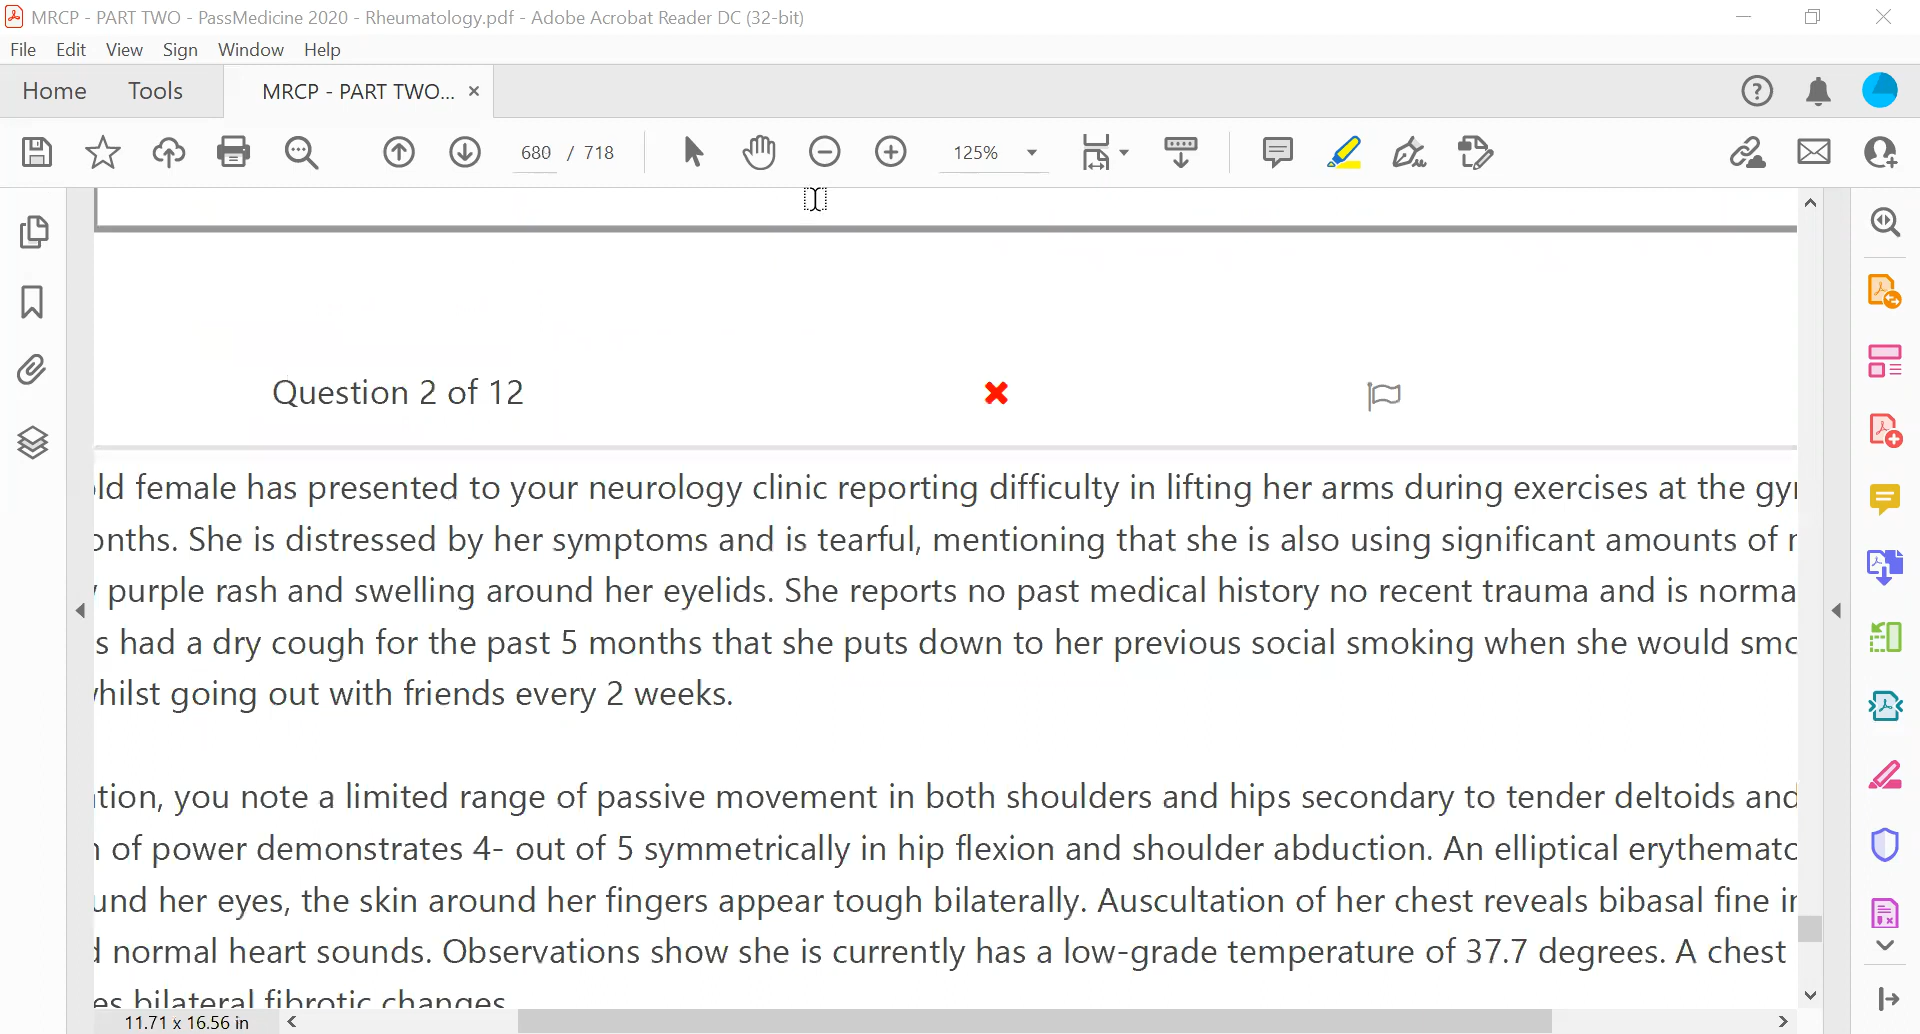 MRCP - PART TWO - PassMedicine 2020 - Rheumatology.pdf - Adobe Acrobat Reader DC (32-bit)
File Edit View Sign Window Help
Home Tools MRCP - PART TWO... ×
680 / 718 125%
Question 2 of 12
ld female has presented to your neurology clinic reporting difficulty in lifting her arms during exercises at the gy
onths. She is distressed by her symptoms and is tearful, mentioning that she is also using significant amounts of
purple rash and swelling around her eyelids. She reports no past medical history no recent trauma and is norma
s had a dry cough for the past 5 months that she puts down to her previous social smoking when she would smo
hilst going out with friends every 2 weeks.
tion, you note a limited range of passive movement in both shoulders and hips secondary to tender deltoids and
of power demonstrates 4- out of 5 symmetrically in hip flexion and shoulder abduction. An elliptical erythemato
und her eyes, the skin around her fingers appear tough bilaterally. Auscultation of her chest reveals bibasal fine i
d normal heart sounds. Observations show she is currently has a low-grade temperature of 37.7 degrees. A chest
es bilateral fibrotic changes
11.71 x 16.56 in